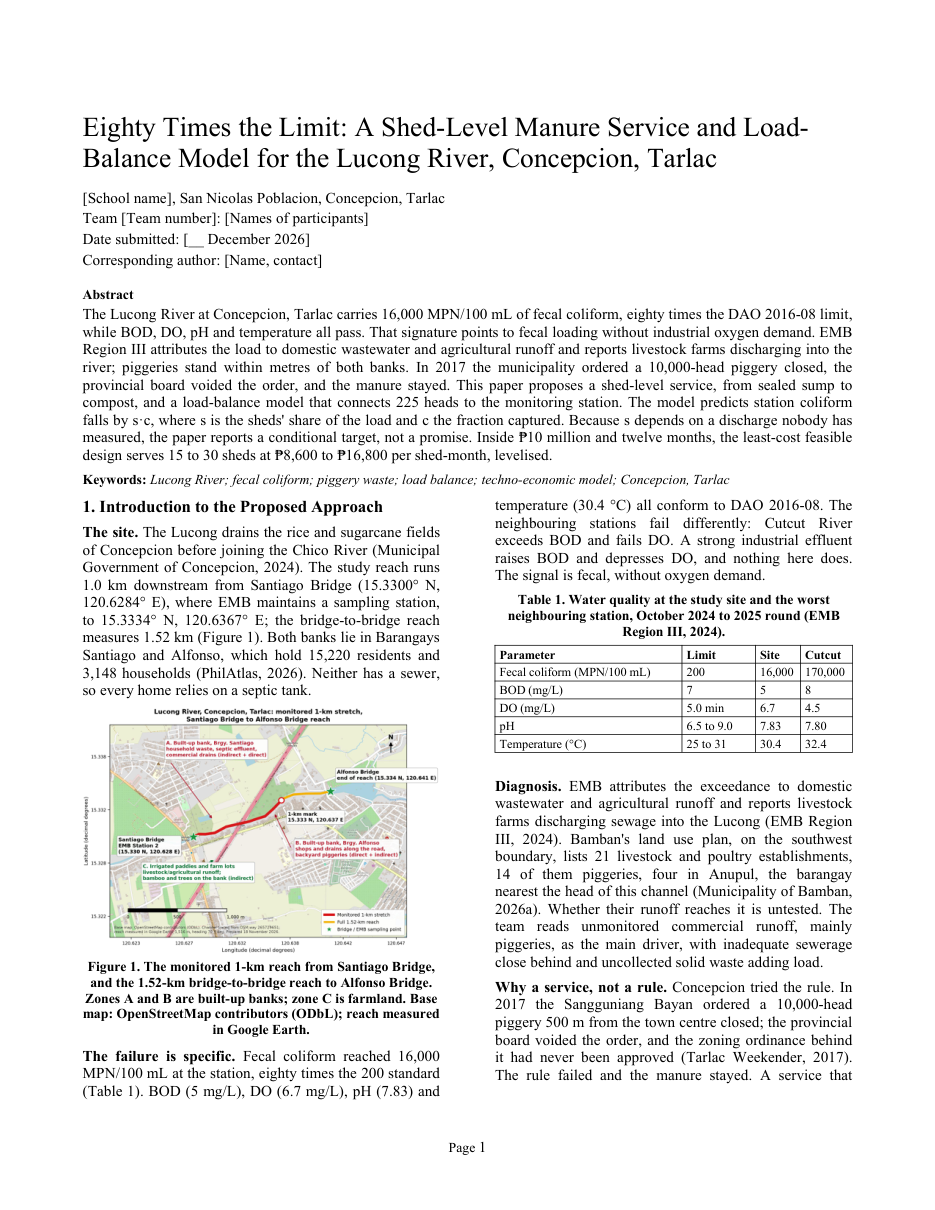 Eighty Times the Limit: A Shed-Level Manure Service and Load-
Balance Model for the Lucong River, Concepcion, Tarlac
[School name], San Nicolas Poblacion, Concepcion, Tarlac
Team [Team number]: [Names of participants]
Date submitted: [__ December 2026]
Corresponding author: [Name, contact]
Abstract
The Lucong River at Concepcion, Tarlac carries 16,000 MPN/100 mL of fecal coliform, eighty times the DAO 2016-08 limit,
while BOD, DO, pH and temperature all pass. That signature points to fecal loading without industrial oxygen demand. EMB
Region III attributes the load to domestic wastewater and agricultural runoff and reports livestock farms discharging into the
river; piggeries stand within metres of both banks. In 2017 the municipality ordered a 10,000-head piggery closed, the
provincial board voided the order, and the manure stayed. This paper proposes a shed-level service, from sealed sump to
compost, and a load-balance model that connects 225 heads to the monitoring station. The model predicts station coliform
falls by s·c, where s is the sheds' share of the load and c the fraction captured. Because s depends on a discharge nobody has
measured, the paper reports a conditional target, not a promise. Inside ₱10 million and twelve months, the least-cost feasible
design serves 15 to 30 sheds at ₱8,600 to ₱16,800 per shed-month, levelised.
Keywords: Lucong River; fecal coliform; piggery waste; load balance; techno-economic model; Concepcion, Tarlac
1. Introduction to the Proposed Approach
The site. The Lucong drains the rice and sugarcane fields
of Concepcion before joining the Chico River (Municipal
Government of Concepcion, 2024). The study reach runs
1.0 km downstream from Santiago Bridge (15.3300° N,
120.6284° E), where EMB maintains a sampling station,
to 15.3334° N, 120.6367° E; the bridge-to-bridge reach
measures 1.52 km (Figure 1). Both banks lie in Barangays
Santiago and Alfonso, which hold 15,220 residents and
3,148 households (PhilAtlas, 2026). Neither has a sewer,
so every home relies on a septic tank.
Lucong River, Concepcion, Tarlac: monitored 1-km stretch,
Santiago Bridge to Alfonso Bridge reach
A. Built-up bank, Brgy. Santiago
household waste, septic effluent,
commercial drains (indirect + direct)
N
Alfonso Bridge
end of reach (15.334 N, 120.641 E)
1-km mark
15.333 N, 120.637 E
Santiago Bridge
EMB Station 2
(15.330 N, 120.628 E)
B. Built-up bank, Brgy. Alfonso
shops and drains along the road,
backyard piggeries (direct + indirect)
C. Irrigated paddies and farm lots
livestock/agricultural runoff;
bamboo and trees on the bank (indirect)
0 500 1,000 m
Monitored 1-km stretch
Full 1.52-km reach
Bridge / EMB sampling point
15.336
15.332
15.328
15.322
Latitude (decimal degrees)
120.623 120.627 120.632 120.638 120.642 120.647
Longitude (decimal degrees)
Figure 1. The monitored 1-km reach from Santiago Bridge,
and the 1.52-km bridge-to-bridge reach to Alfonso Bridge.
Zones A and B are built-up banks; zone C is farmland. Base
map: OpenStreetMap contributors (ODbL); reach measured
in Google Earth.
The failure is specific. Fecal coliform reached 16,000
MPN/100 mL at the station, eighty times the 200 standard
(Table 1). BOD (5 mg/L), DO (6.7 mg/L), pH (7.83) and
temperature (30.4 °C) all conform to DAO 2016-08. The
neighbouring stations fail differently: Cutcut River
exceeds BOD and fails DO. A strong industrial effluent
raises BOD and depresses DO, and nothing here does.
The signal is fecal, without oxygen demand.
Table 1. Water quality at the study site and the worst
neighbouring station, October 2024 to 2025 round (EMB
Region III, 2024).
Parameter Limit Site Cutcut
Fecal coliform (MPN/100 mL) 200 16,000 170,000
BOD (mg/L) 7 5 8
DO (mg/L) 5.0 min 6.7 4.5
pH 6.5 to 9.0 7.83 7.80
Temperature (°C) 25 to 31 30.4 32.4
Diagnosis. EMB attributes the exceedance to domestic
wastewater and agricultural runoff and reports livestock
farms discharging sewage into the Lucong (EMB Region
III, 2024). Bamban's land use plan, on the southwest
boundary, lists 21 livestock and poultry establishments,
14 of them piggeries, four in Anupul, the barangay
nearest the head of this channel (Municipality of Bamban,
2026a). Whether their runoff reaches it is untested. The
team reads unmonitored commercial runoff, mainly
piggeries, as the main driver, with inadequate sewerage
close behind and uncollected solid waste adding load.
Why a service, not a rule. Concepcion tried the rule. In
2017 the Sangguniang Bayan ordered a 10,000-head
piggery 500 m from the town centre closed; the provincial
board voided the order, and the zoning ordinance behind
it had never been approved (Tarlac Weekender, 2017).
The rule failed and the manure stayed. A service that
Page 1